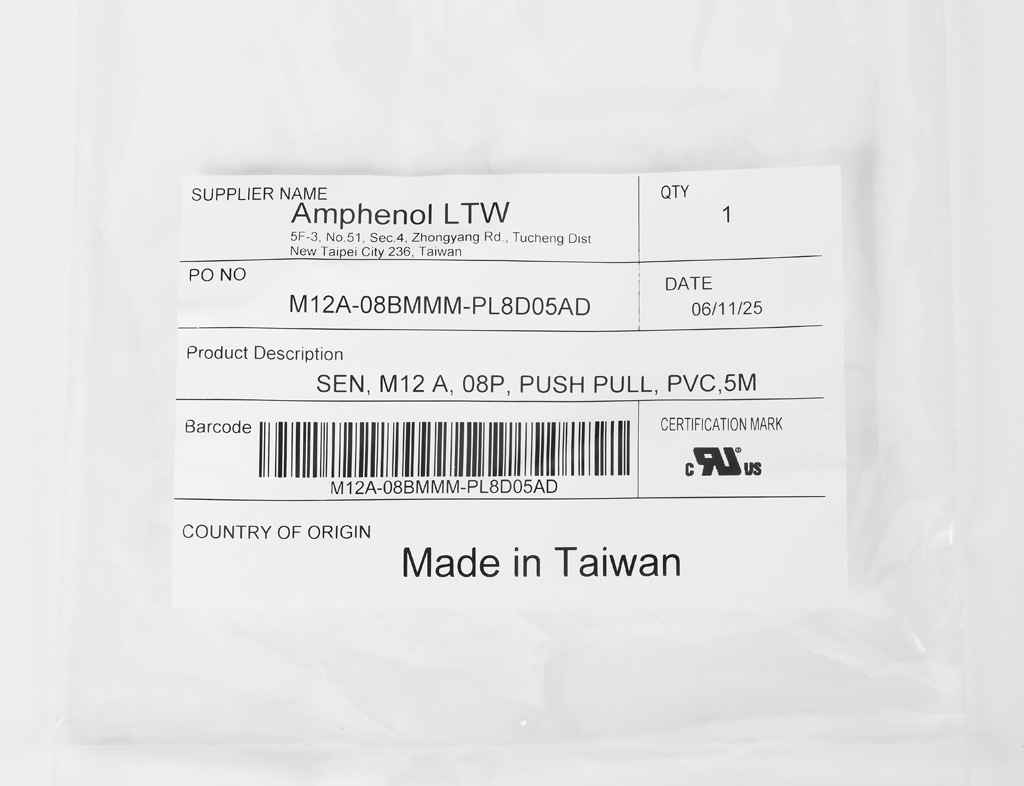 SUPPLIER NAME
Amphenol LTW
5F-3, No.51, Sec.4, Zhongyang Rd., Tucheng Dist
New Taipei City 236, Taiwan
QTY
1
PO NO
M12A-08BMMM-PL8D05AD
DATE
06/11/25
Product Description
SEN, M12 A, 08P, PUSH PULL, PVC,5M
Barcode
M12A-08BMMM-PL8D05AD
CERTIFICATION MARK
c RU® US
COUNTRY OF ORIGIN
Made in Taiwan